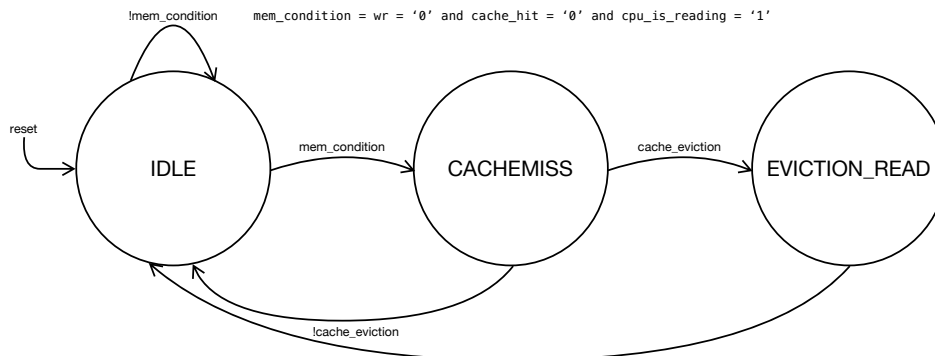 !mem_condition
mem_condition = wr = ‘0’ and cache_hit = ‘0’ and cpu_is_reading = ‘1’
reset
IDLE
mem_condition
CACHEMISS
cache_eviction
EVICTION_READ
!cache_eviction